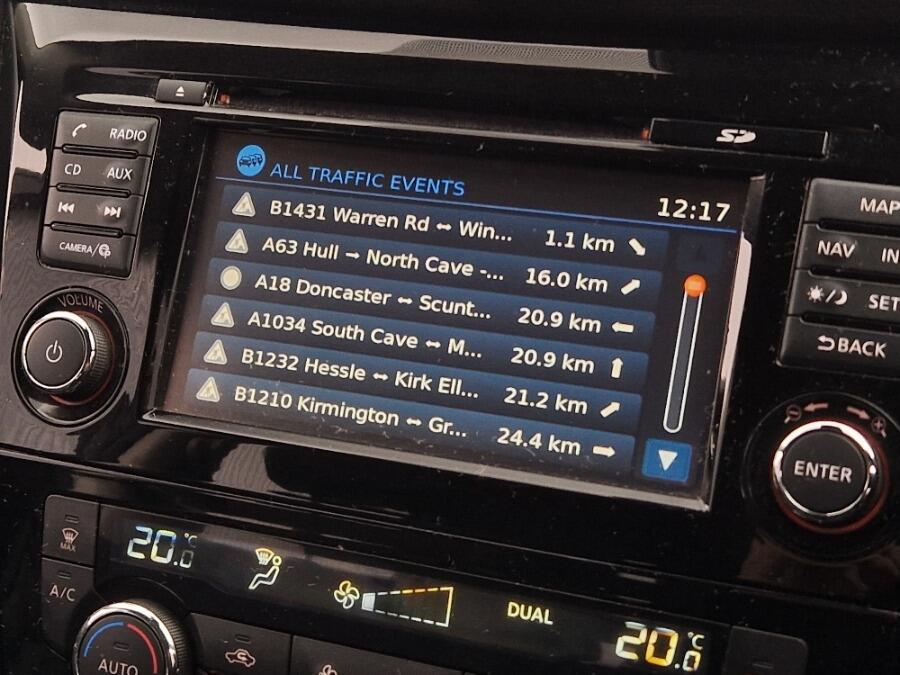 RADIO
CD AUX
CAMERA/
VOLUME
ALL TRAFFIC EVENTS
12:17
B1431 Warren Rd ↔ Win... 1.1 km
A63 Hull → North Cave -... 16.0 km
A18 Doncaster ↔ Scunt... 20.9 km
A1034 South Cave ↔ M... 20.9 km
B1232 Hessle ↔ Kirk Ell... 21.2 km
B1210 Kirmington ↔ Gr... 24.4 km
SD
MAP
NAV IN
SET
BACK
ENTER
MAX
A/C
20.0 °C
DUAL
20.0 °C
AUTO